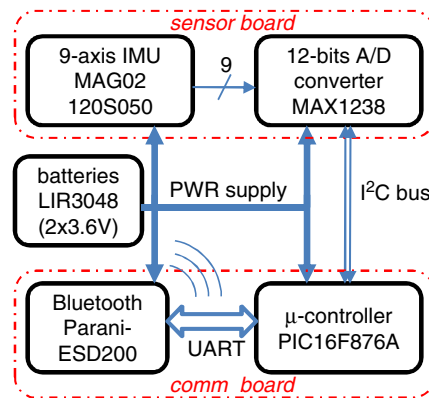 sensor board
9-axis IMU
MAG02
120S050
9
12-bits A/D
converter
MAX1238
batteries
LIR3048
(2x3.6V)
PWR supply
I²C bus
Bluetooth
Parani-
ESD200
UART
μ-controller
PIC16F876A
comm board